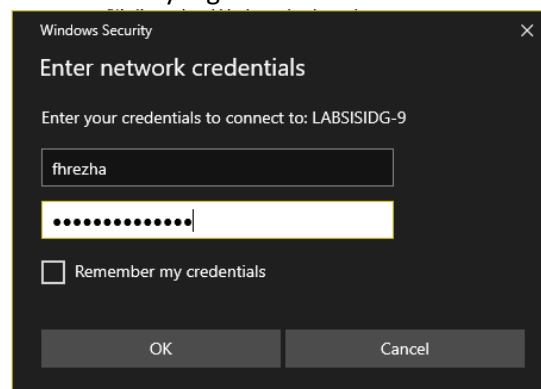 Windows Security
Enter network credentials
Enter your credentials to connect to: LABSISIDG-9
fhrezha
●●●●●●●●●●●●●●
Remember my credentials
OK Cancel